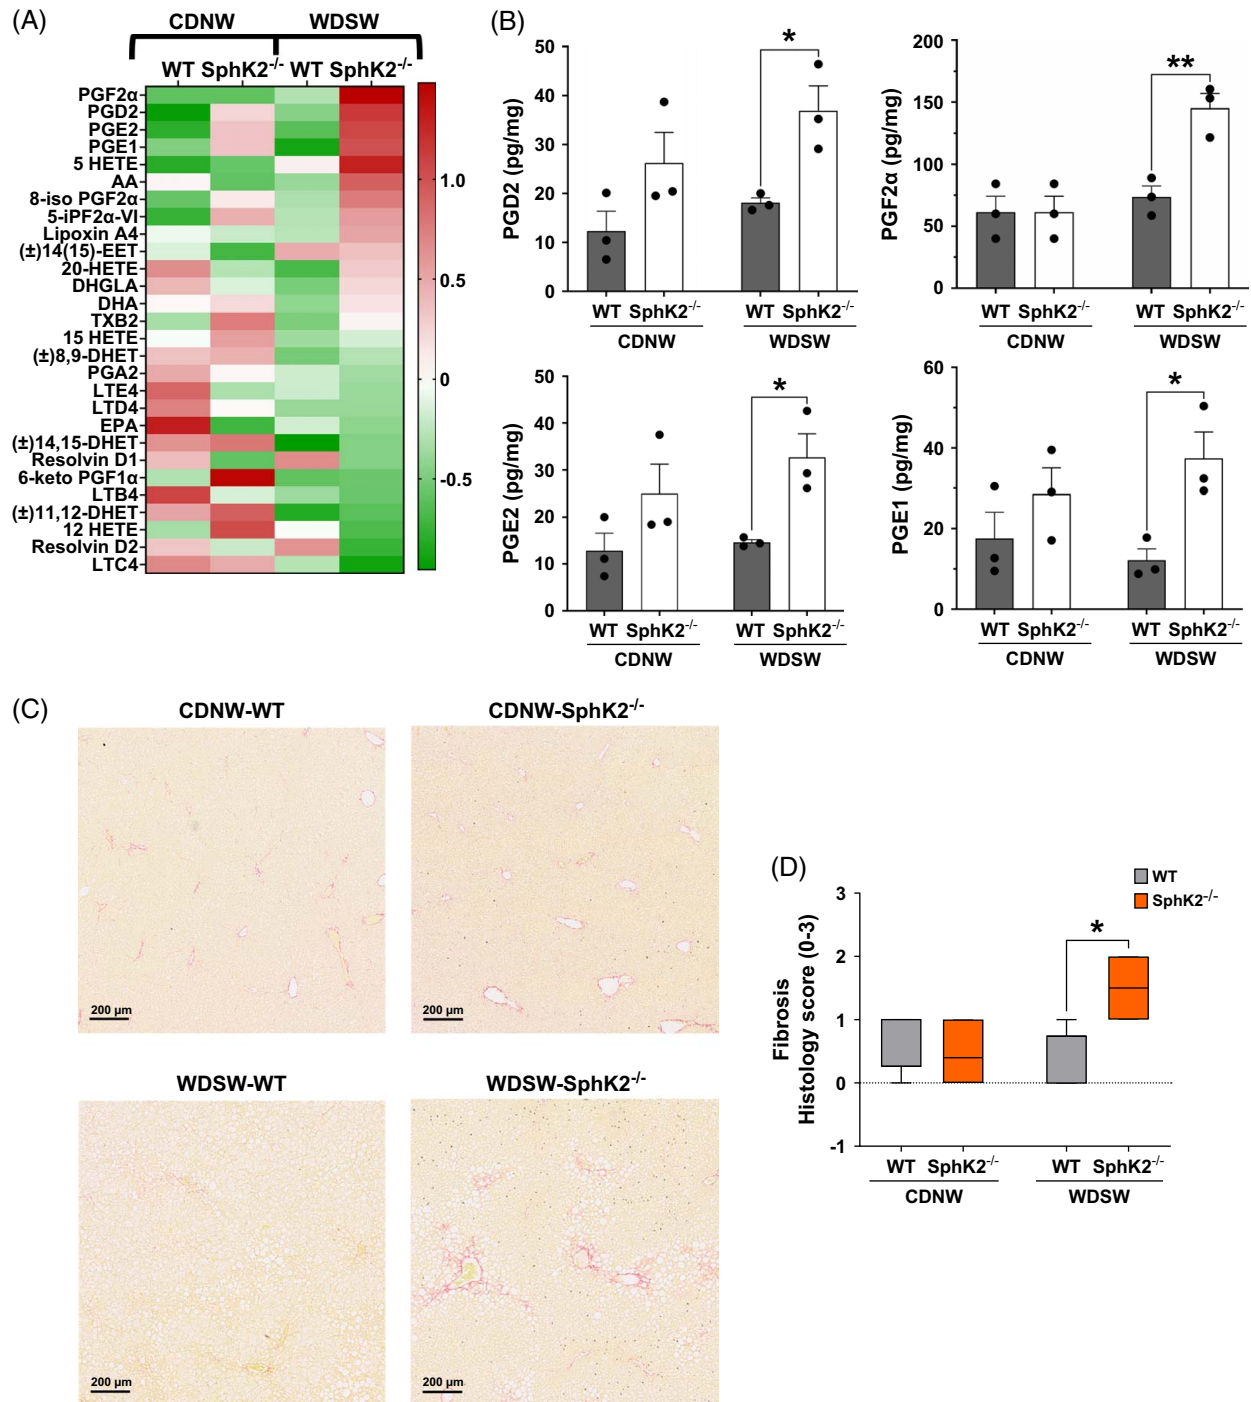 (A)
CDNW WDSW
WT SphK2-/- WT SphK2-/-
PGF2α
PGD2
PGE2
PGE1
5 HETE
AA
8-iso PGF2α
5-iPF2α-VI
Lipoxin A4
(±)14(15)-EET
20-HETE
DHGLA
DHA
TXB2
15 HETE
(±)8,9-DHET
PGA2
LTE4
LTD4
EPA
(±)14,15-DHET
Resolvin D1
6-keto PGF1α
LTB4
(±)11,12-DHET
12 HETE
Resolvin D2
LTC4
1.0
0.5
0
-0.5
(B)
PGD2 (pg/mg)
50
40
30
20
10
0
*
WT SphK2-/- WT SphK2-/-
CDNW WDSW
PGF2α (pg/mg)
200
150
100
50
0
**
WT SphK2-/- WT SphK2-/-
CDNW WDSW
PGE2 (pg/mg)
50
40
30
20
10
0
*
WT SphK2-/- WT SphK2-/-
CDNW WDSW
PGE1 (pg/mg)
60
40
20
0
*
WT SphK2-/- WT SphK2-/-
CDNW WDSW
(C)
CDNW-WT
200 μm
CDNW-SphK2-/-
200 μm
WDSW-WT
200 μm
WDSW-SphK2-/-
200 μm
(D)
WT
SphK2-/-
Fibrosis
Histology score (0-3)
3
2
1
0
-1
*
WT SphK2-/- WT SphK2-/-
CDNW WDSW